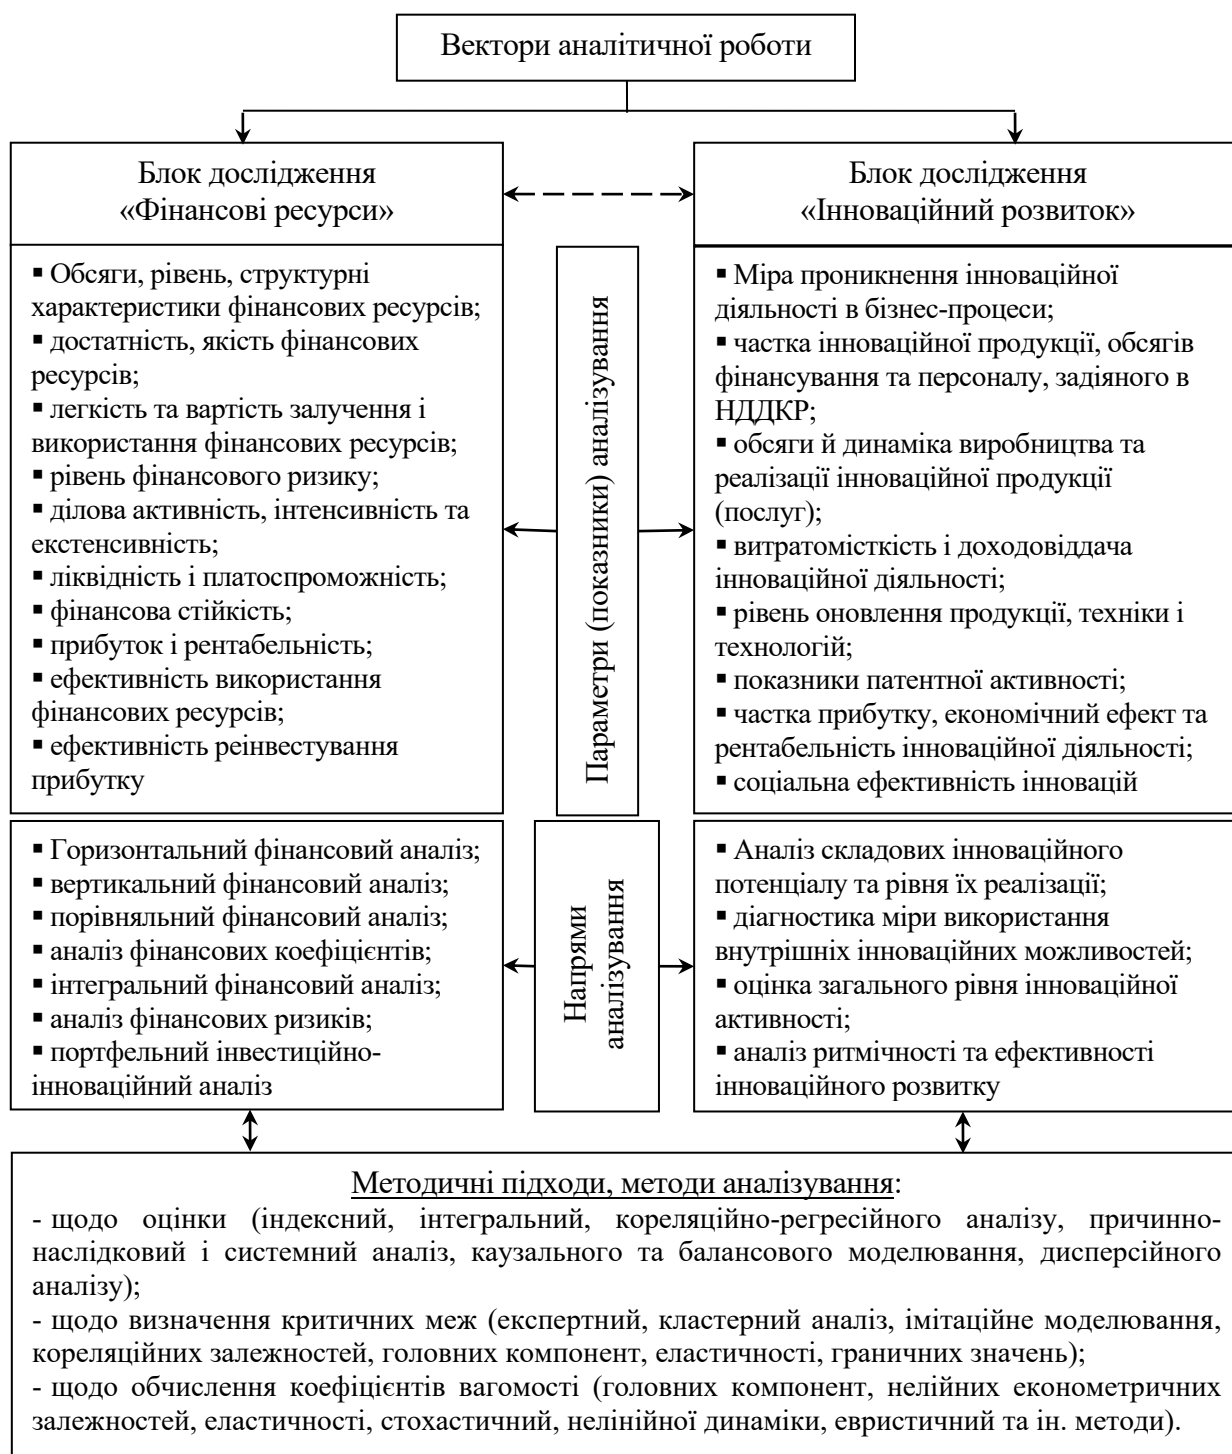 Вектори аналітичної роботи
Блок дослідження
«Фінансові ресурси»
Блок дослідження
«Інноваційний розвиток»
▪ Обсяги, рівень, структурні
характеристики фінансових ресурсів;
▪ достатність, якість фінансових
ресурсів;
▪ легкість та вартість залучення і
використання фінансових ресурсів;
▪ рівень фінансового ризику;
▪ ділова активність, інтенсивність та
екстенсивність;
▪ ліквідність і платоспроможність;
▪ фінансова стійкість;
▪ прибуток і рентабельність;
▪ ефективність використання
фінансових ресурсів;
▪ ефективність реінвестування
прибутку
Параметри (показники) аналізування
▪ Міра проникнення інноваційної
діяльності в бізнес-процеси;
▪ частка інноваційної продукції, обсягів
фінансування та персоналу, задіяного в
НДДКР;
▪ обсяги й динаміка виробництва та
реалізації інноваційної продукції
(послуг);
▪ витратомісткість і доходовіддача
інноваційної діяльності;
▪ рівень оновлення продукції, техніки і
технологій;
▪ показники патентної активності;
▪ частка прибутку, економічний ефект та
рентабельність інноваційної діяльності;
▪ соціальна ефективність інновацій
▪ Горизонтальний фінансовий аналіз;
▪ вертикальний фінансовий аналіз;
▪ порівняльний фінансовий аналіз;
▪ аналіз фінансових коефіцієнтів;
▪ інтегральний фінансовий аналіз;
▪ аналіз фінансових ризиків;
▪ портфельний інвестиційно-
інноваційний аналіз
Напрями
аналізування
▪ Аналіз складових інноваційного
потенціалу та рівня їх реалізації;
▪ діагностика міри використання
внутрішніх інноваційних можливостей;
▪ оцінка загального рівня інноваційної
активності;
▪ аналіз ритмічності та ефективності
інноваційного розвитку
Методичні підходи, методи аналізування:
- щодо оцінки (індексний, інтегральний, кореляційно-регресійного аналізу, причинно-
наслідковий і системний аналіз, каузального та балансового моделювання, дисперсійного
аналізу);
- щодо визначення критичних меж (експертний, кластерний аналіз, імітаційне моделювання,
кореляційних залежностей, головних компонент, еластичності, граничних значень);
- щодо обчислення коефіцієнтів вагомості (головних компонент, нелійних економетричних
залежностей, еластичності, стохастичний, нелінійної динаміки, евристичний та ін. методи).